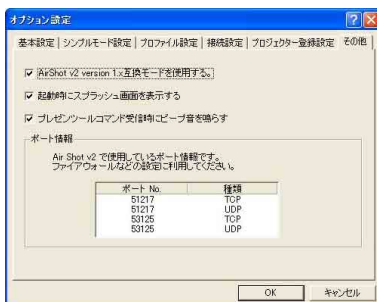 オプション設定
基本設定 シンプルモード設定 プロファイル設定 接続設定 プロジェクター登録設定 その他
AirShot v2 version 1.x互換モードを使用する。
起動時にスプラッシュ画面を表示する
プレゼンツールコマンド受信時にビープ音を鳴らす
ポート情報
Air Shot v2 で使用しているポート情報です。
ファイアウォールなどの設定に利用してください。
ポート No. 種類
51217 TCP
51217 UDP
53125 TCP
53125 UDP
OK キャンセル